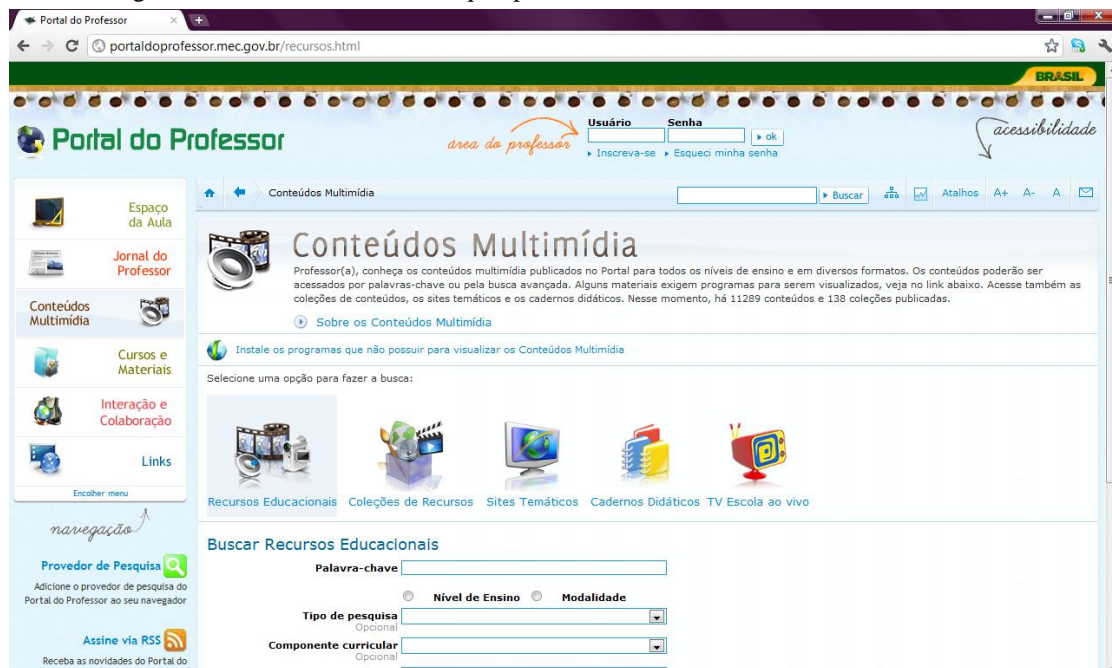 Portal do Professor
portaldoprofessor.mec.gov.br/recursos.html
BRASIL
Portal do Professor
área do professor
Usuário Senha
ok
Inscreva-se Esqueci minha senha
acessibilidade
Conteúdos Multimídia
Buscar
Atalhos A+ A- A
Espaço
da Aula
Jornal do
Professor
Conteúdos
Multimídia
Cursos e
Materiais
Interação e
Colaboração
Links
Encolher menu
navegação
Provedor de Pesquisa
Adicione o provedor de pesquisa do
Portal do Professor ao seu navegador
Assine via RSS
Receba as novidades do Portal do
Conteúdos Multimídia
Professor(a), conheça os conteúdos multimídia publicados no Portal para todos os níveis de ensino e em diversos formatos. Os conteúdos poderão ser
acessados por palavras-chave ou pela busca avançada. Alguns materiais exigem programas para serem visualizados, veja no link abaixo. Acesse também as
coleções de conteúdos, os sites temáticos e os cadernos didáticos. Nesse momento, há 11289 conteúdos e 138 coleções publicadas.
Sobre os Conteúdos Multimídia
Instale os programas que não possuir para visualizar os Conteúdos Multimídia
Selecione uma opção para fazer a busca:
Recursos Educacionais Coleções de Recursos Sites Temáticos Cadernos Didáticos TV Escola ao vivo
Buscar Recursos Educacionais
Palavra-chave
Nível de Ensino Modalidade
Tipo de pesquisa
Opcional
Componente curricular
Opcional